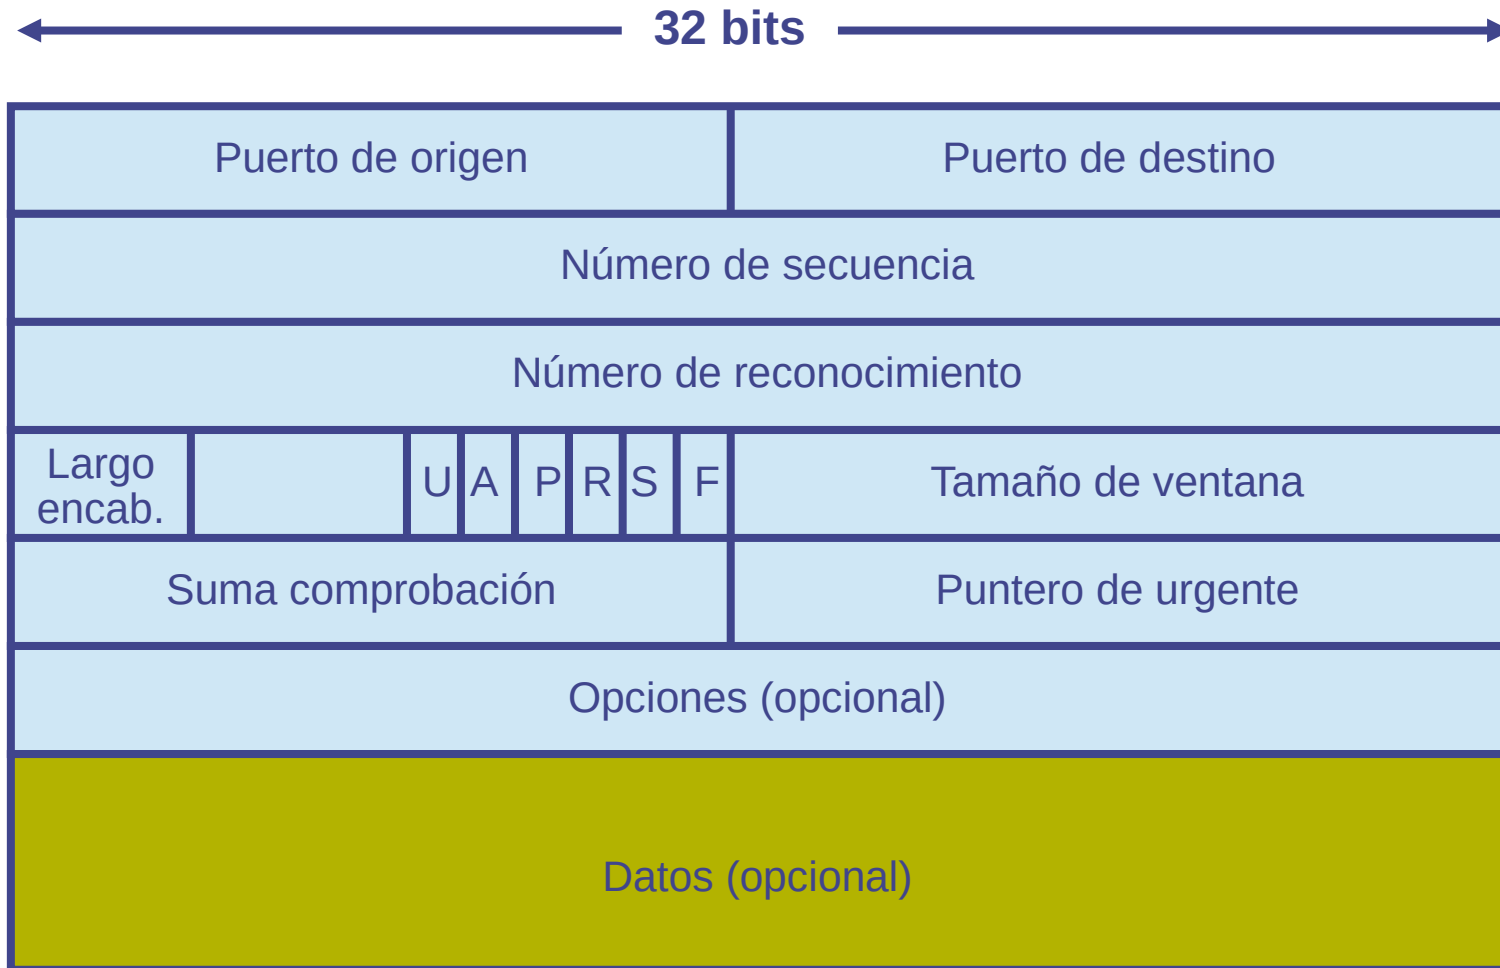 32 bits
Puerto de origen
Puerto de destino
Número de secuencia
Número de reconocimiento
Largo
encab.
U A P R S F
Tamaño de ventana
Suma comprobación
Puntero de urgente
Opciones (opcional)
Datos (opcional)